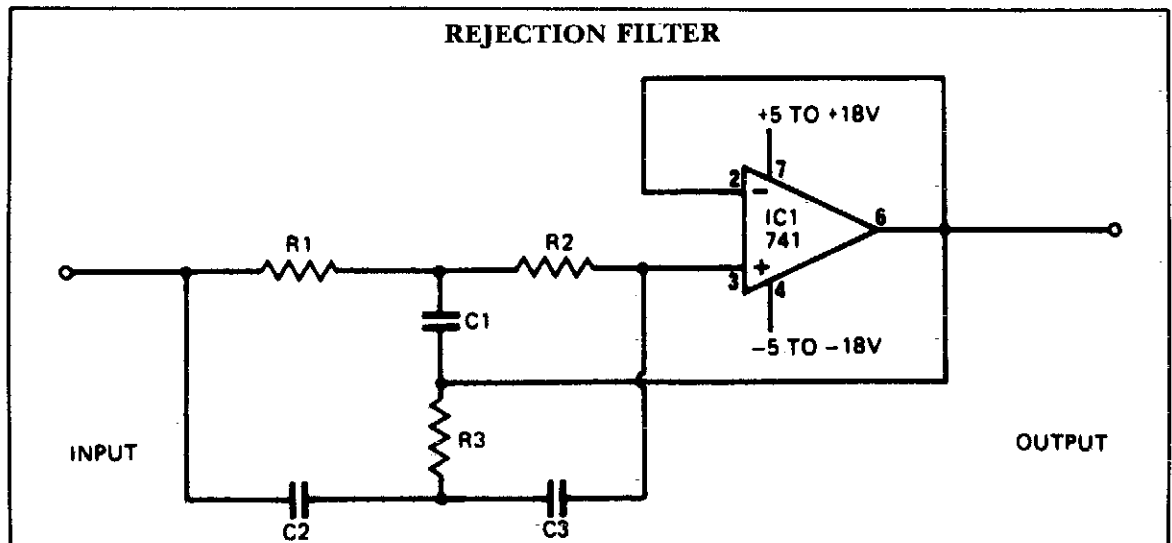 REJECTION FILTER
+5 TO +18V
7
2
−
IC1
6
741
R1
R2
+
3
4
C1
−5 TO −18V
R3
INPUT
OUTPUT
C2
C3